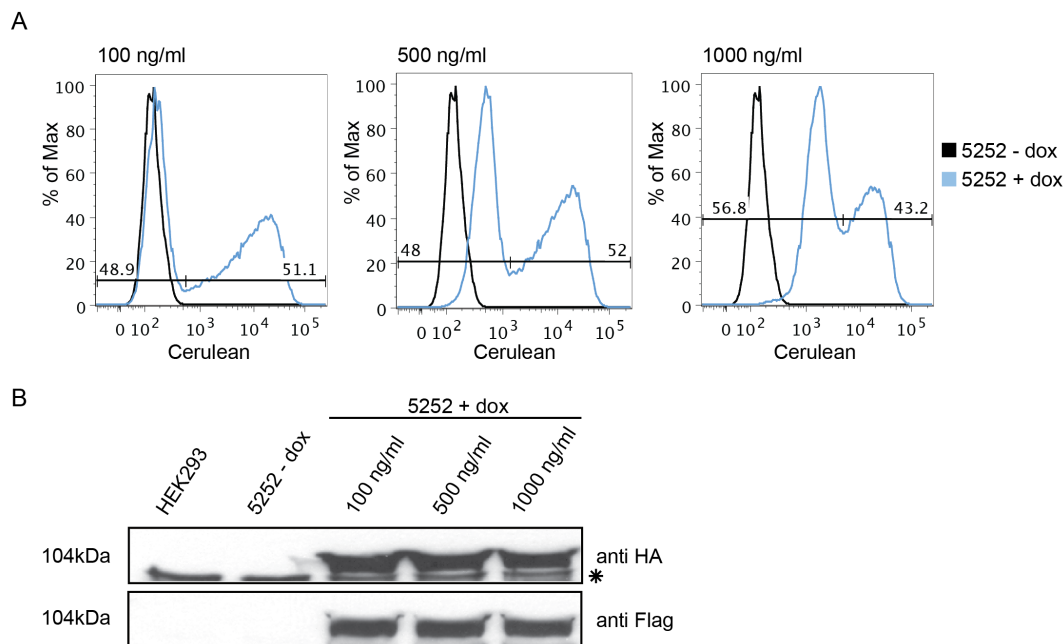 A
100 ng/ml
500 ng/ml
1000 ng/ml
% of Max
100
80
60
40
20
0
48.9
51.1
0 10² 10³ 10⁴ 10⁵
Cerulean
% of Max
100
80
60
40
20
0
48
52
0 10² 10³ 10⁴ 10⁵
Cerulean
% of Max
100
80
60
40
20
0
56.8
43.2
0 10² 10³ 10⁴ 10⁵
Cerulean
5252 - dox
5252 + dox
B
5252 + dox
HEK293
5252 - dox
100 ng/ml
500 ng/ml
1000 ng/ml
104kDa
anti HA
*
104kDa
anti Flag